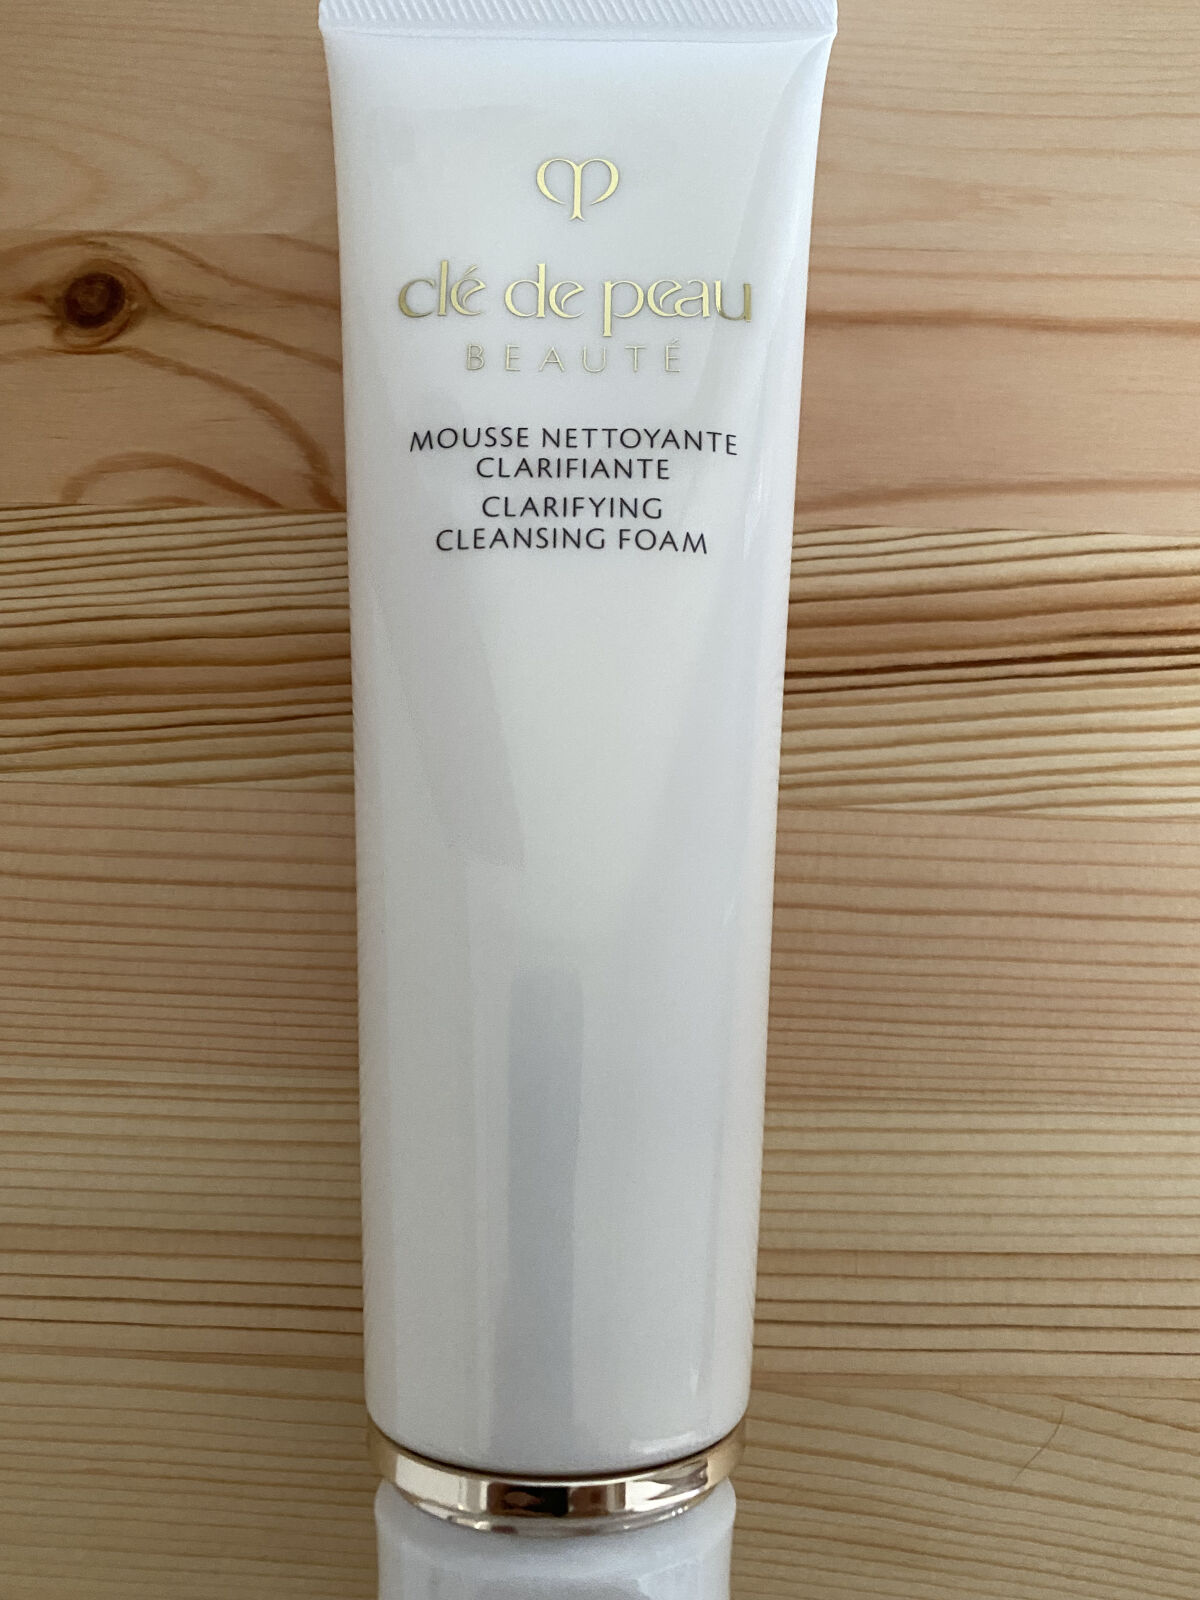 clé de peau
BEAUTÉ
MOUSSE NETTOYANTE
CLARIFIANTE
CLARIFYING
CLEANSING FOAM